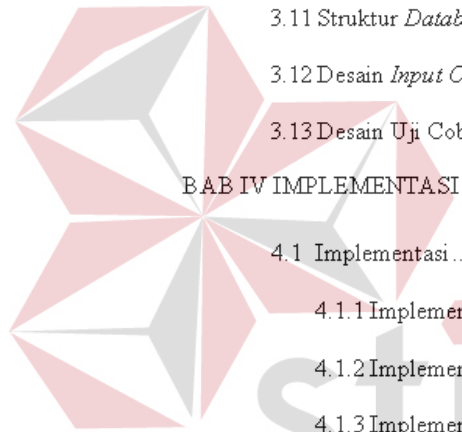 3.11 Struktur
3.12 Desain Input
3.13 Desain Uji
BAB IV IMPLEMENTASI
4.1 Implementasi..
4.1.1
4.1.2
4.1.3
sti